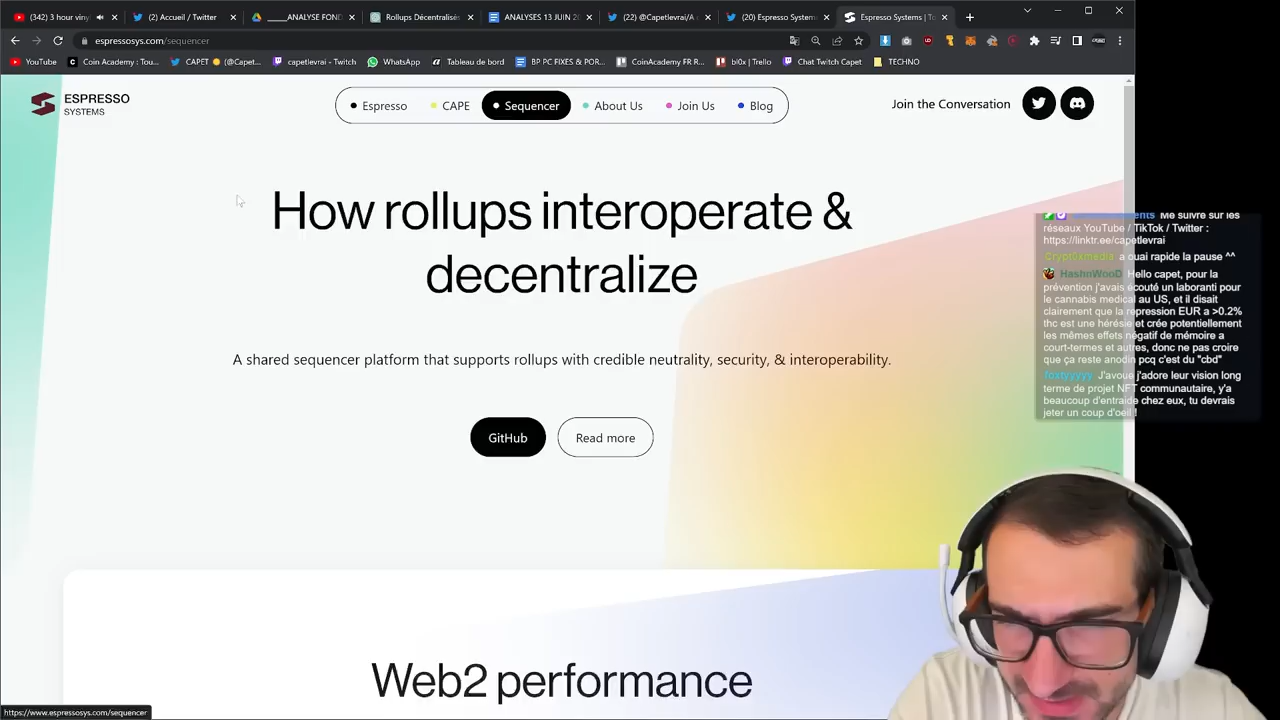 (342) 3 hour viny
(2) Accueil / Twitter
_____ANALYSE FOND
Rollups Décentralisés
ANALYSES 13 JUIN 20
(22) @Capetlevrai/A
(20) Espresso System
Espresso Systems | To
espressosys.com/sequencer
YouTube
Coin Academy : Tou...
CAPET (@Capet...
capetlevrai - Twitch
WhatsApp
Tableau de bord
BP PC FIXES & POR...
CoinAcademy FR R...
bl0x | Trello
Chat Twitch Capet
TECHNO
ESPRESSO
SYSTEMS
Espresso
CAPE
Sequencer
About Us
Join Us
Blog
Join the Conversation
How rollups interoperate &
decentralize
A shared sequencer platform that supports rollups with credible neutrality, security, & interoperability.
GitHub
Read more
Web2 performance
Me suivre sur les
réseaux YouTube / TikTok / Twitter :
https://linktr.ee/capetlevrai
a ouai rapide la pause ^^
HashnWooD Hello capet, pour la
prévention j'avais écouté un laboranti pour
le cannabis medical au US, et il disait
clairement que la repression EUR a >0.2%
thc est une hérésie et crée potentiellement
les mêmes effets négatif de mémoire a
court-termes et autres, donc ne pas croire
que ça reste anodin pcq c'est du "cbd"
J'avoue j'adore leur vision long
terme de projet NFT communautaire, y'a
beaucoup d'entraide chez eux, tu devrais
jeter un coup d'oeil !
https://www.espressosys.com/sequencer